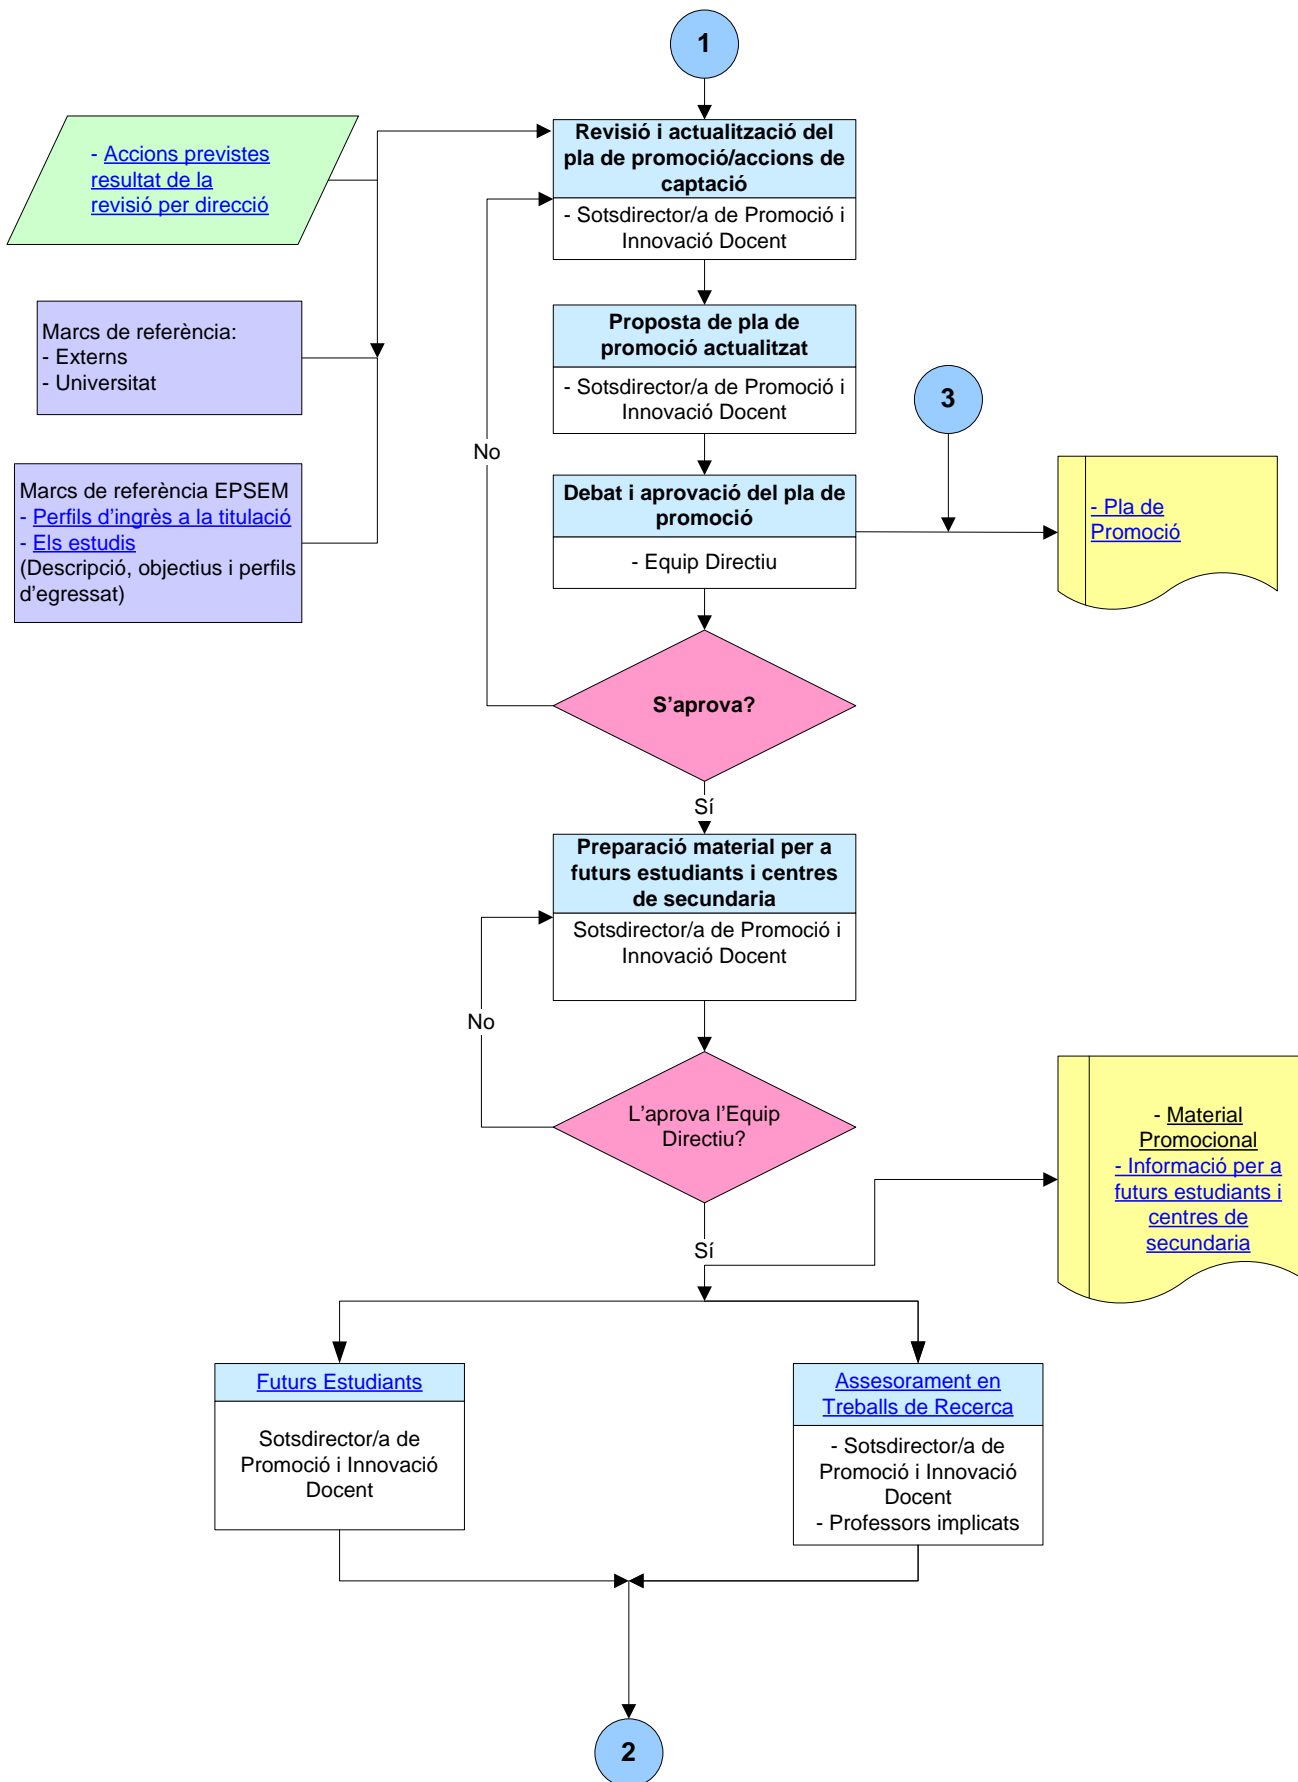 1
- Accions previstes
resultat de la
revisió per direcció
Revisió i actualització del
pla de promoció/accions de
captació
- Sotsdirector/a de Promoció i
Innovació Docent
Marcs de referència:
- Externs
- Universitat
Proposta de pla de
promoció actualitzat
- Sotsdirector/a de Promoció i
Innovació Docent
3
No
Marcs de referència EPSEM
- Perfils d'ingrès a la titulació
- Els estudis
(Descripció, objectius i perfils
d'egressat)
Debat i aprovació del pla de
promoció
- Equip Directiu
- Pla de
Promoció
S'aprova?
Sí
Preparació material per a
futurs estudiants i centres
de secundaria
Sotsdirector/a de Promoció i
Innovació Docent
No
L'aprova l'Equip
Directiu?
- Material
Promocional
- Informació per a
futurs estudiants i
centres de
secundaria
Sí
Futurs Estudiants
Sotsdirector/a de
Promoció i Innovació
Docent
Assesorament en
Treballs de Recerca
- Sotsdirector/a de
Promoció i Innovació
Docent
- Professors implicats
2